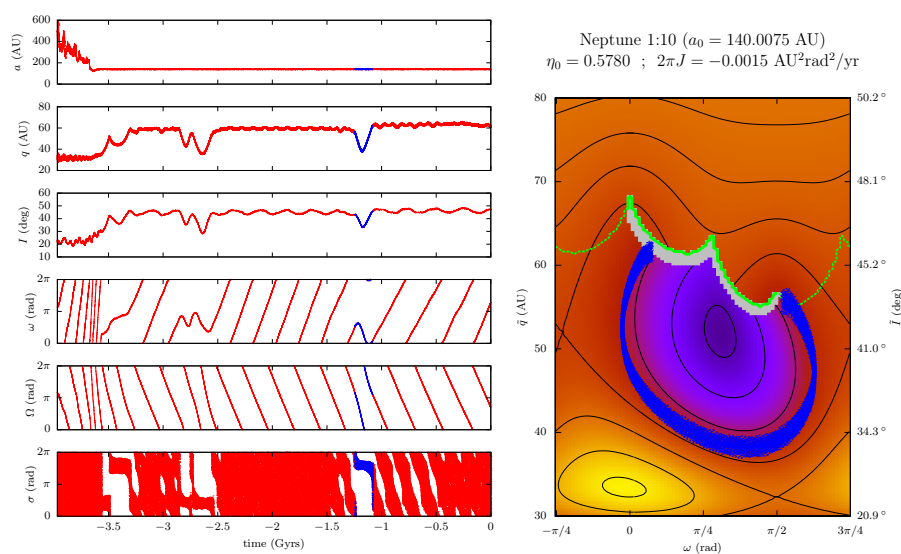 600
400
200
0
a (AU)
80
60
40
20
q (AU)
60
50
40
30
20
10
I (deg)
2π
π
0
ω (rad)
2π
π
0
Ω (rad)
2π
π
0
σ (rad)
−3.5 −3 −2.5 −2 −1.5 −1 −0.5 0
time (Gyrs)
Neptune 1:10 (a₀ = 140.0075 AU)
η₀ = 0.5780 ; 2πJ = −0.0015 AU²rad²/yr
80
70
60
50
40
30
q̃ (AU)
50.2°
48.1°
45.2°
41.0°
34.3°
20.9°
Ĩ (deg)
−π/4 0 π/4 π/2 3π/4
ω (rad)